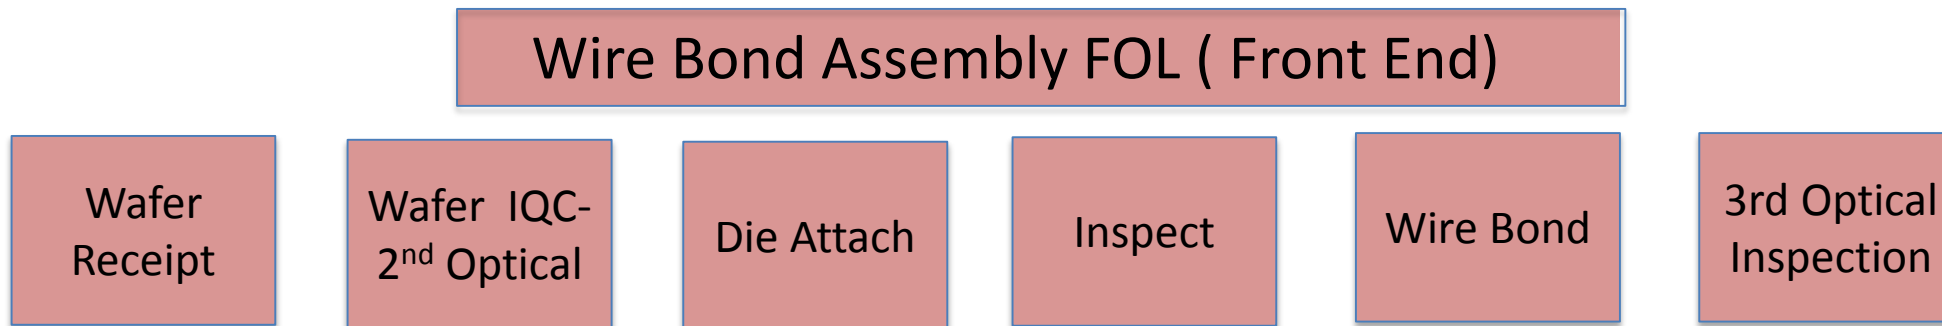 Wire Bond Assembly FOL ( Front End)
Wafer
Receipt
Wafer  IQC-
2nd Optical
Die Attach
Inspect
Wire Bond
3rd Optical
Inspection